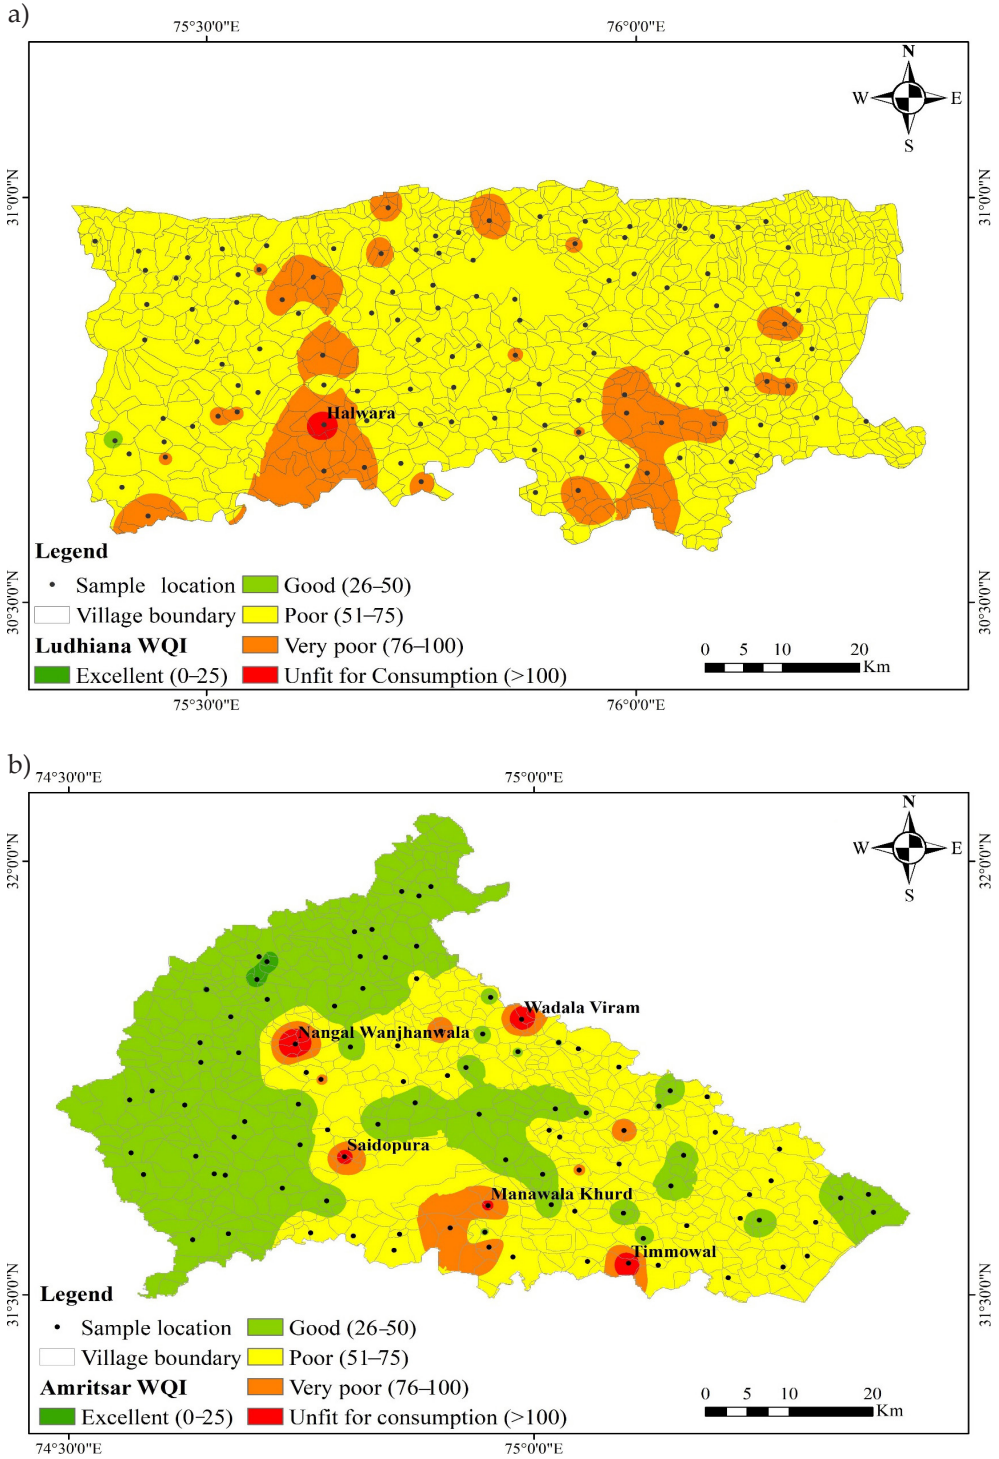 a)
75°30'0"E 76°0'0"E
N
W E
S
31°0'0"N 31°0'0"N
Halwara
30°30'0"N 30°30'0"N
Legend
Sample location Good (26–50)
Village boundary Poor (51–75)
Ludhiana WQI Very poor (76–100)
Excellent (0–25) Unfit for Consumption (>100)
0 5 10 20
Km
75°30'0"E 76°0'0"E
b)
74°30'0"E 75°0'0"E
N
W E
S
32°0'0"N 32°0'0"N
Wadala Viram
Nangal Wanjhanwala
Saidopura
Manawala Khurd
Timmowal
31°30'0"N 31°30'0"N
Legend
Sample location Good (26–50)
Village boundary Poor (51–75)
Amritsar WQI Very poor (76–100)
Excellent (0–25) Unfit for consumption (>100)
0 5 10 20
Km
74°30'0"E 75°0'0"E